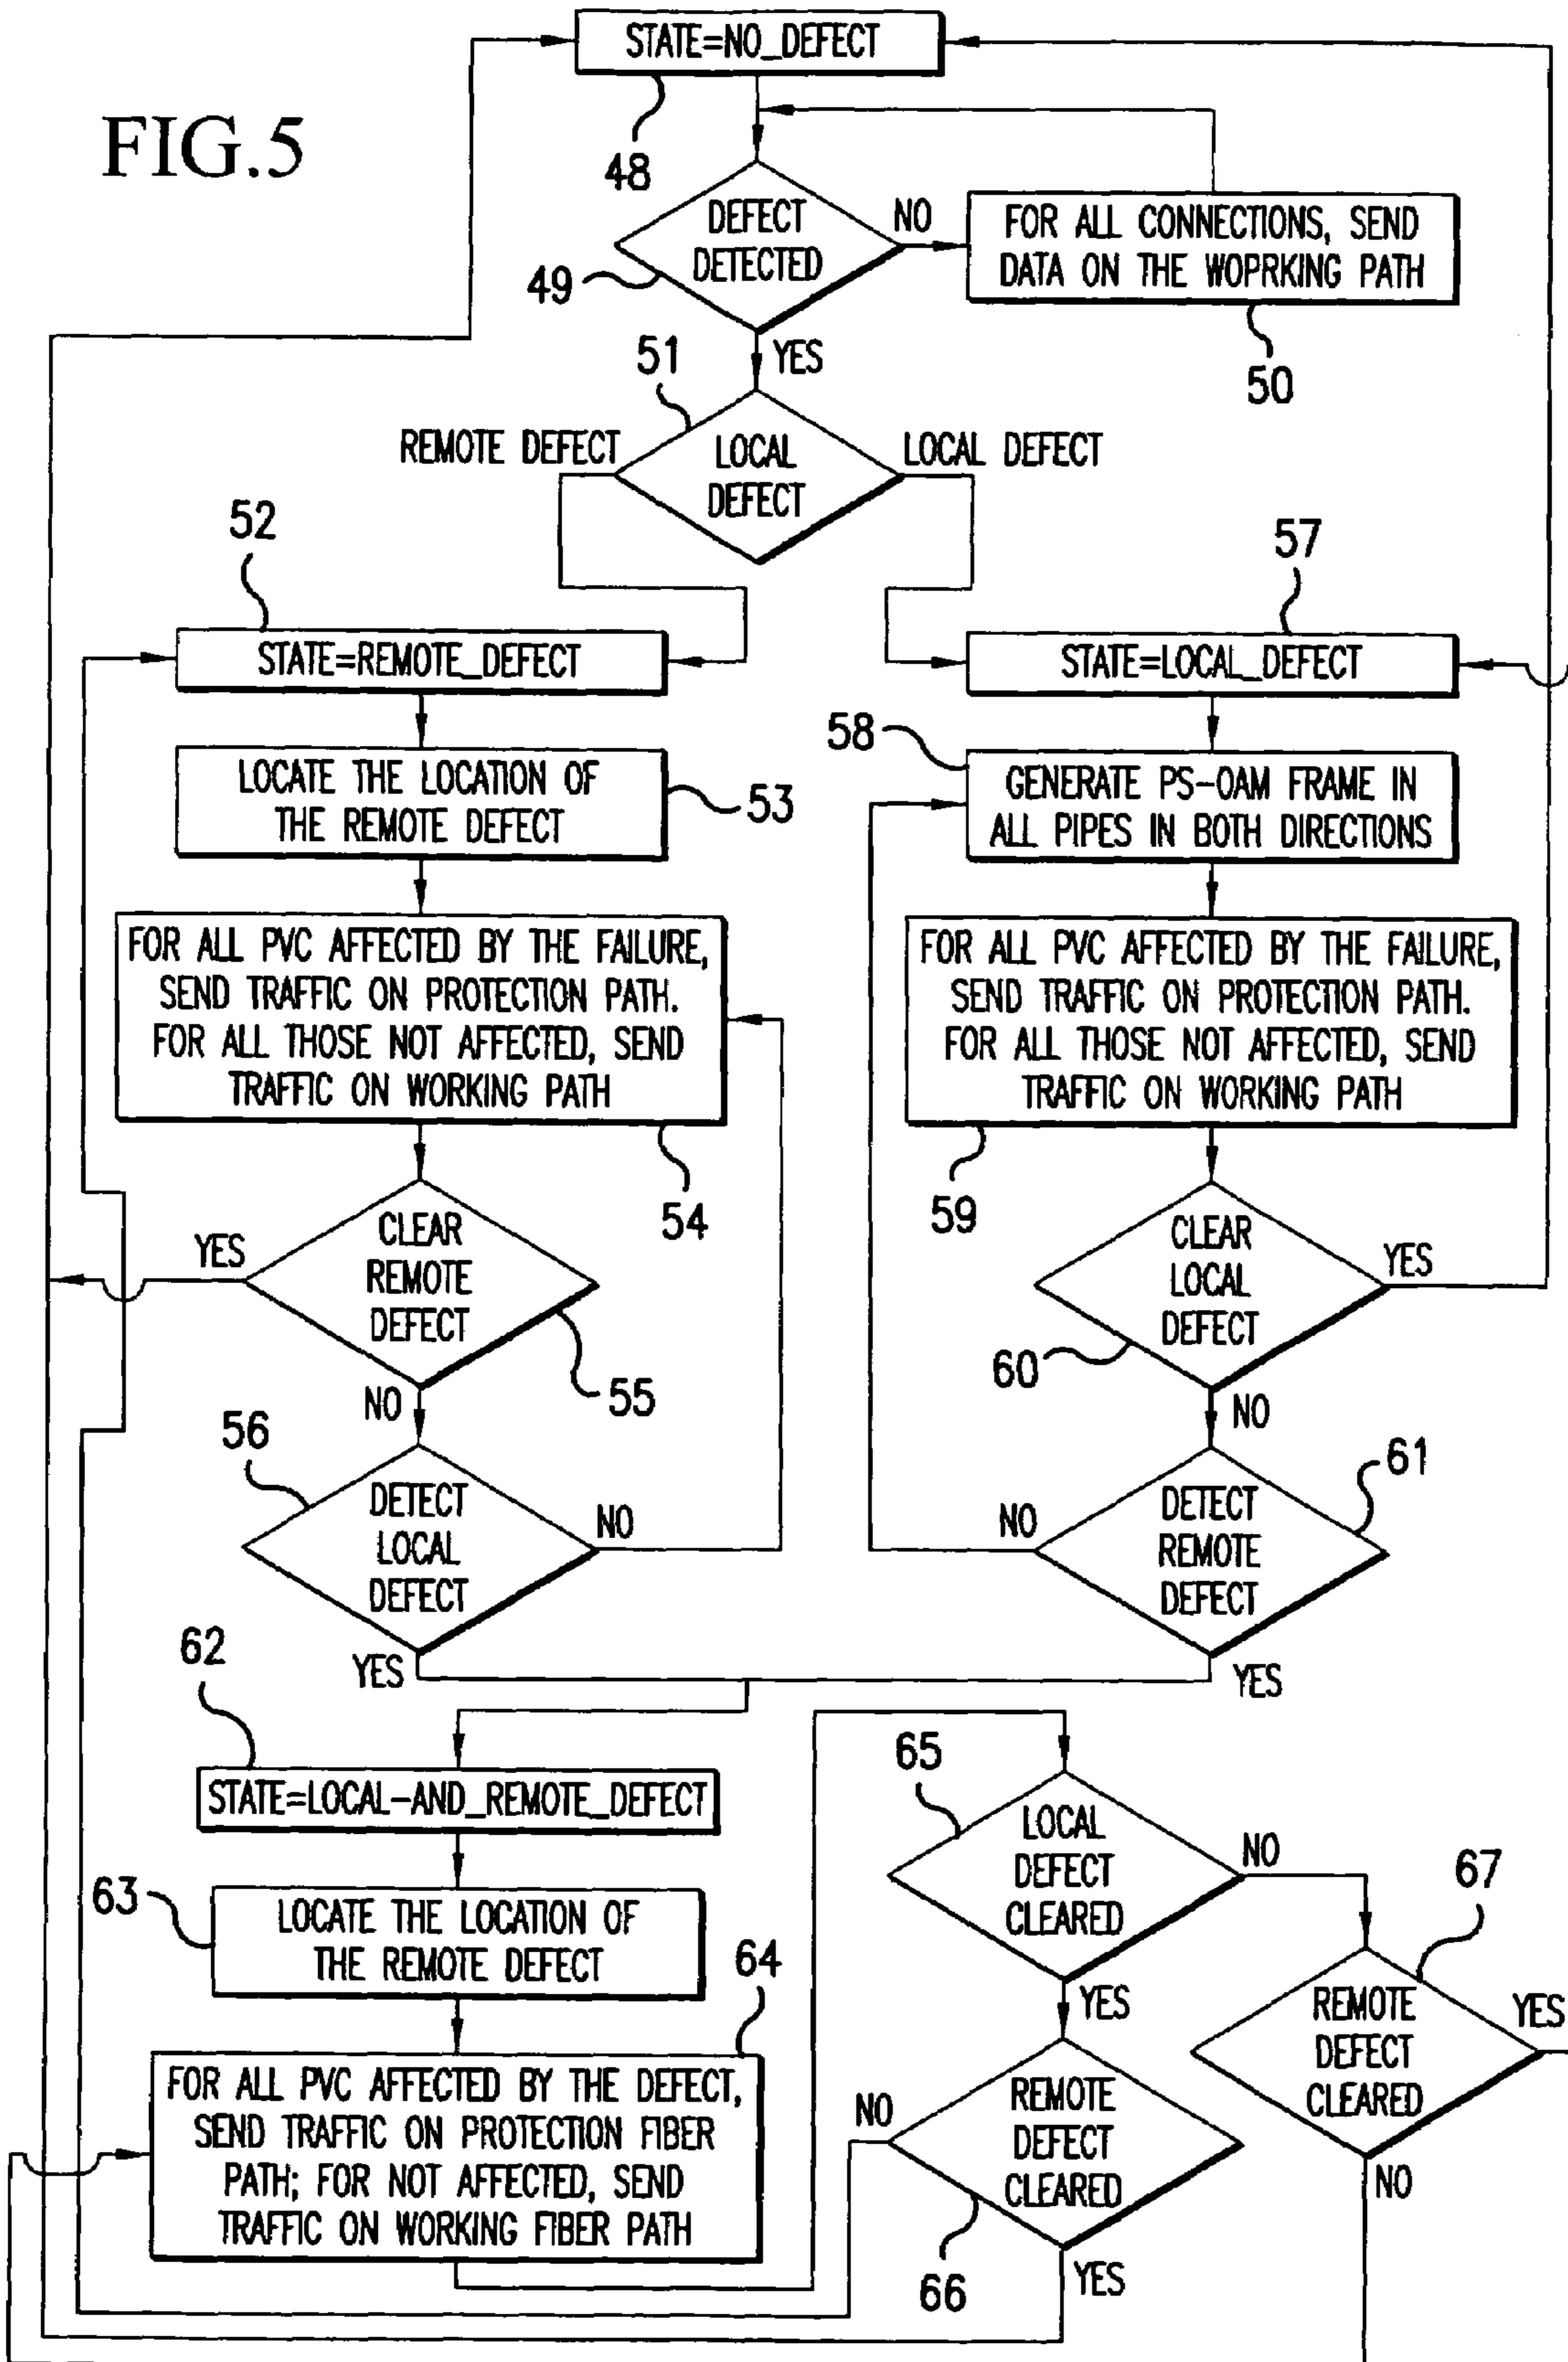 FIG.5
STATE=NO_DEFECT
48
DEFECT
DETECTED
49
NO
FOR ALL CONNECTIONS, SEND
DATA ON THE WOPRKING PATH
50
YES
51
REMOTE DEFECT
LOCAL
DEFECT
LOCAL DEFECT
52
STATE=REMOTE_DEFECT
LOCATE THE LOCATION OF
THE REMOTE DEFECT
53
FOR ALL PVC AFFECTED BY THE FAILURE,
SEND TRAFFIC ON PROTECTION PATH.
FOR ALL THOSE NOT AFFECTED, SEND
TRAFFIC ON WORKING PATH
54
YES
CLEAR
REMOTE
DEFECT
55
NO
56
DETECT
LOCAL
DEFECT
NO
YES
57
STATE=LOCAL_DEFECT
58
GENERATE PS-OAM FRAME IN
ALL PIPES IN BOTH DIRECTIONS
FOR ALL PVC AFFECTED BY THE FAILURE,
SEND TRAFFIC ON PROTECTION PATH.
FOR ALL THOSE NOT AFFECTED, SEND
TRAFFIC ON WORKING PATH
59
CLEAR
LOCAL
DEFECT
YES
60
NO
61
NO
DETECT
REMOTE
DEFECT
YES
62
STATE=LOCAL-AND_REMOTE_DEFECT
63
LOCATE THE LOCATION OF
THE REMOTE DEFECT
64
FOR ALL PVC AFFECTED BY THE DEFECT,
SEND TRAFFIC ON PROTECTION FIBER
PATH; FOR NOT AFFECTED, SEND
TRAFFIC ON WORKING FIBER PATH
65
LOCAL
DEFECT
CLEARED
NO
YES
67
REMOTE
DEFECT
CLEARED
YES
NO
NO
REMOTE
DEFECT
CLEARED
66
YES